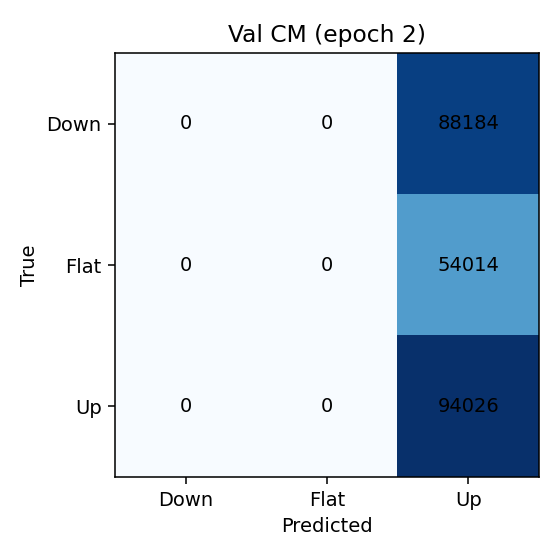 Val CM (epoch 2)
Down 0 0 88184
Flat 0 0 54014
Up 0 0 94026
Down Flat Up
Predicted
True